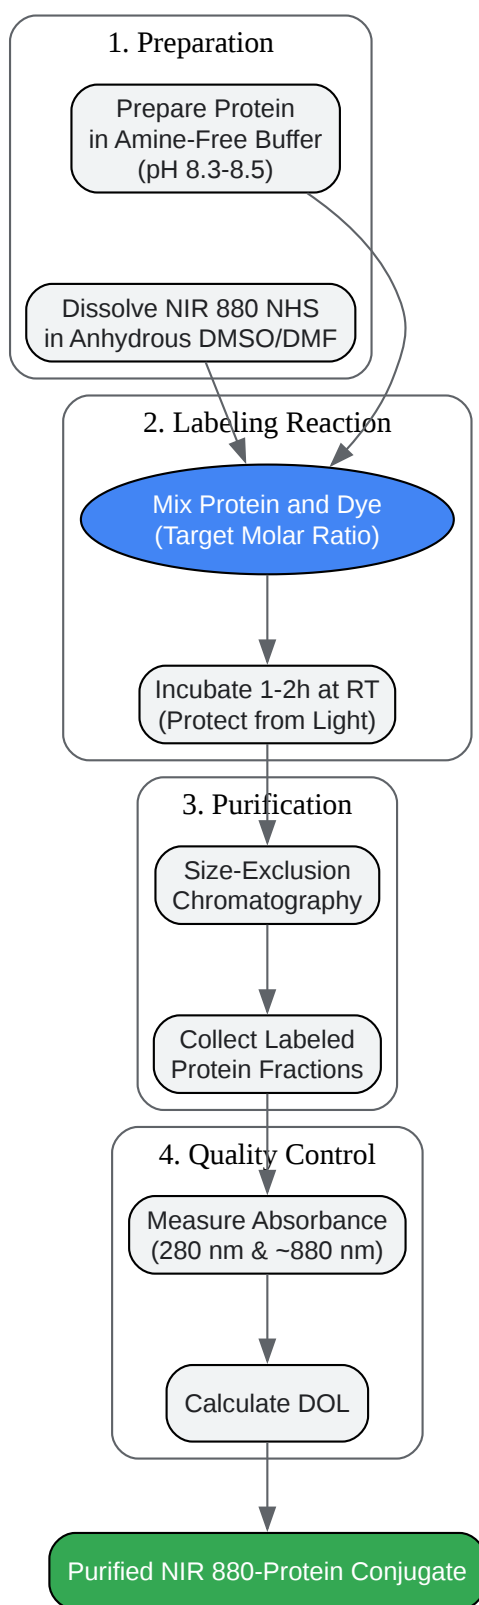 1. Preparation
Prepare Protein
in Amine-Free Buffer
(pH 8.3-8.5)
Dissolve NIR 880 NHS
in Anhydrous DMSO/DMF
2. Labeling Reaction
Mix Protein and Dye
(Target Molar Ratio)
Incubate 1-2h at RT
(Protect from Light)
3. Purification
Size-Exclusion
Chromatography
Collect Labeled
Protein Fractions
4. Quality Control
Measure Absorbance
(280 nm & ~880 nm)
Calculate DOL
Purified NIR 880-Protein Conjugate